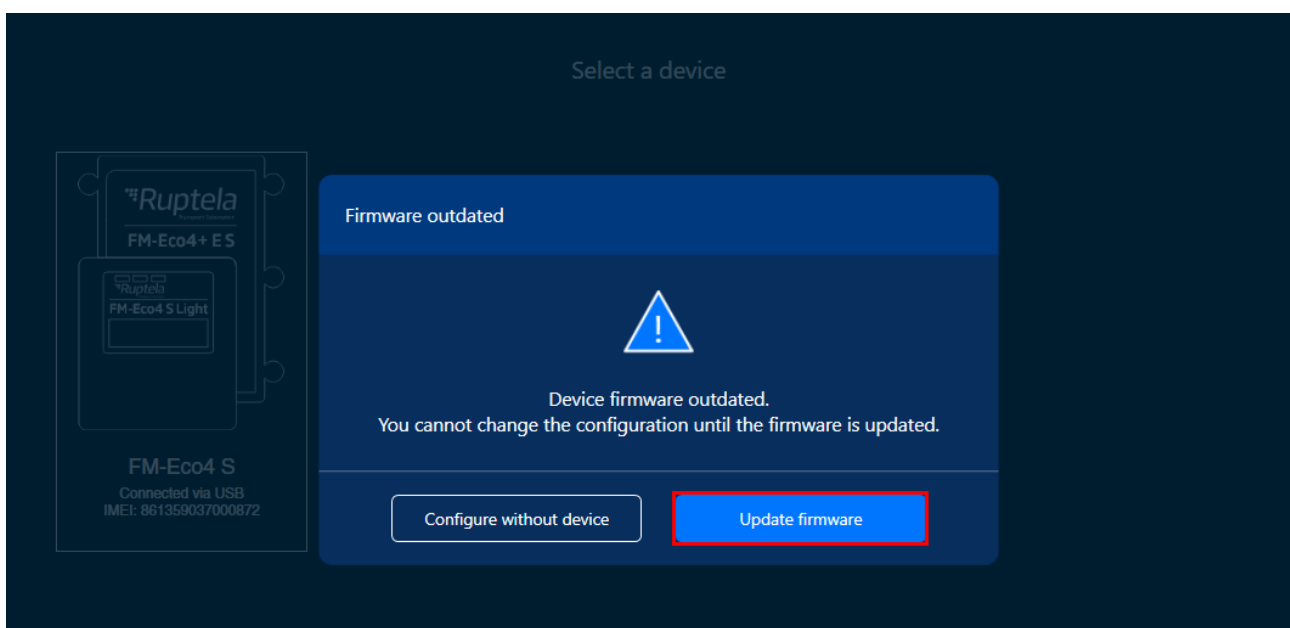 Select a device
Ruptela
FM-Eco4+ E S
Ruptela
FM-Eco4 S Light
FM-Eco4 S
Connected via USB
IMEI: 861359037000872
Firmware outdated
!
Device firmware outdated.
You cannot change the configuration until the firmware is updated.
Configure without device
Update firmware